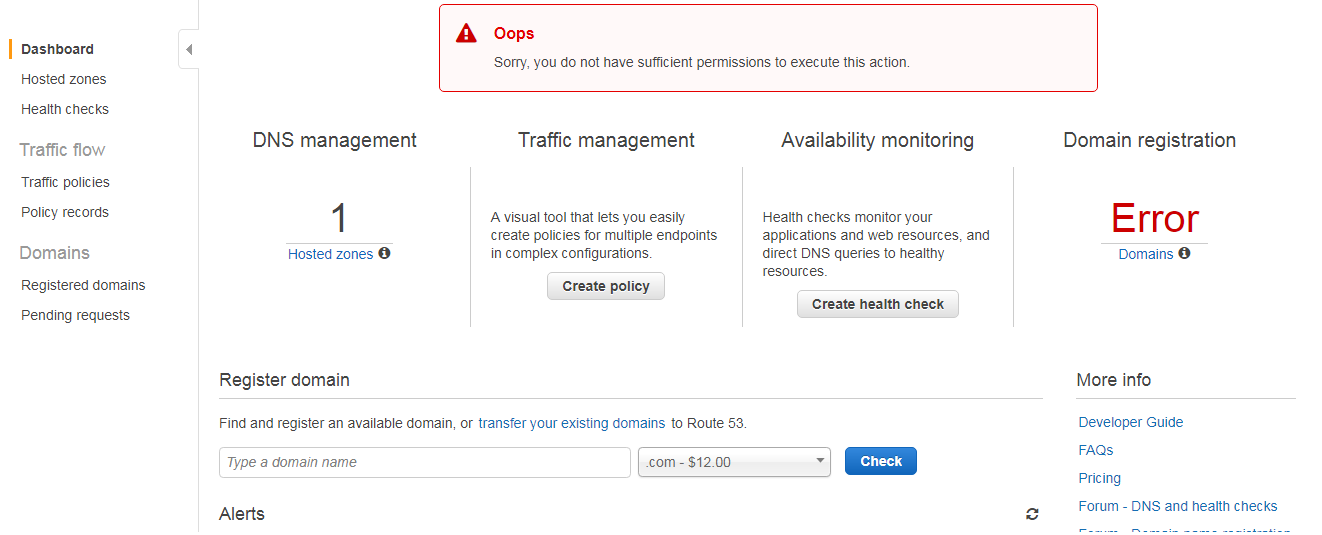 Dashboard
Hosted zones
Health checks
Traffic flow
Traffic policies
Policy records
Domains
Registered domains
Pending requests
Oops
Sorry, you do not have sufficient permissions to execute this action.
DNS management
1
Hosted zones
Traffic management
A visual tool that lets you easily
create policies for multiple endpoints
in complex configurations.
Create policy
Availability monitoring
Health checks monitor your
applications and web resources, and
direct DNS queries to healthy
resources.
Create health check
Domain registration
Error
Domains
Register domain
Find and register an available domain, or transfer your existing domains to Route 53.
Type a domain name
.com - $12.00
Check
Alerts
More info
Developer Guide
FAQs
Pricing
Forum - DNS and health checks
Forum - Domain name registration